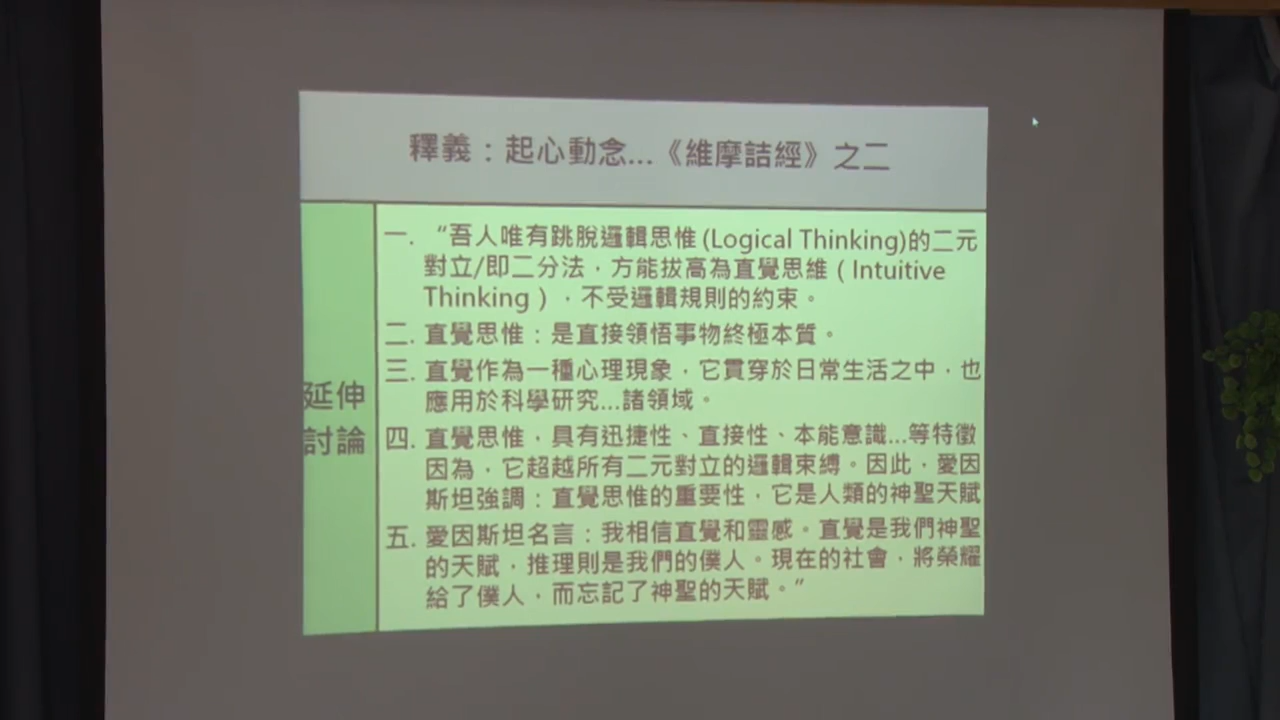 釋義：起心動念...《維摩詰經》之二
延伸
討論
一. “吾人唯有跳脫邏輯思惟(Logical Thinking)的二元
對立/即二分法，方能拔高為直覺思維（Intuitive
Thinking），不受邏輯規則的約束。
二. 直覺思惟：是直接領悟事物終極本質。
三. 直覺作為一種心理現象，它貫穿於日常生活之中，也
應用於科學研究...諸領域。
四. 直覺思惟，具有迅捷性、直接性、本能意識...等特徵
因為，它超越所有二元對立的邏輯束縛。因此，愛因
斯坦強調：直覺思惟的重要性，它是人類的神聖天賦
五. 愛因斯坦名言：我相信直覺和靈感。直覺是我們神聖
的天賦，推理則是我們的僕人。現在的社會，將榮耀
給了僕人，而忘記了神聖的天賦。”